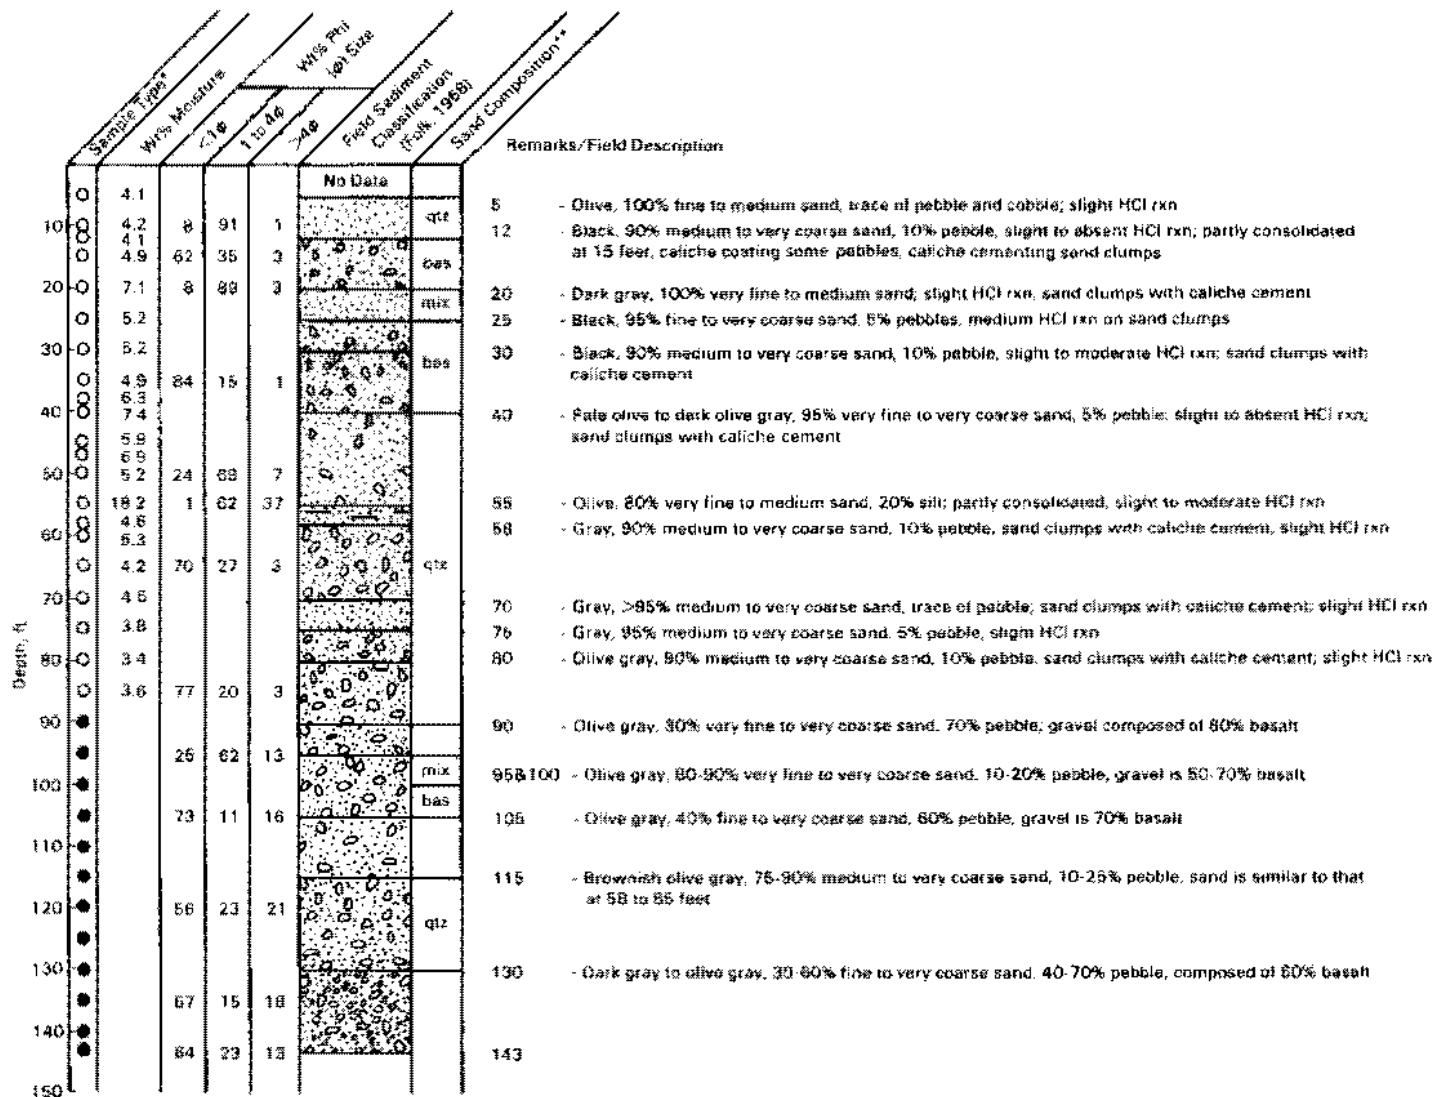 Sample Type*
Wt% Moisture
Wt% Phi
(φ) Size
<1φ
1 to 4φ
>4φ
Field Sediment
Classification
(Folk, 1968)
Sand Composition**
Remarks/Field Description
No Data
4.1
5 - Olive, 100% fine to medium sand, trace of pebble and cobble; slight HCl rxn
qtz
10 4.2 8 91 1
12 - Black, 90% medium to very coarse sand, 10% pebble, slight to absent HCl rxn; partly consolidated
at 15 feet, caliche coating some pebbles, caliche cementing sand clumps
4.1
4.9 62 35 3
bas
20 7.1 8 89 3
mix
20 - Dark gray, 100% very fine to medium sand; slight HCl rxn, sand clumps with caliche cement
5.2
25 - Black, 95% fine to very coarse sand, 5% pebbles, medium HCl rxn on sand clumps
30 5.2
30 - Black, 90% medium to very coarse sand, 10% pebble, slight to moderate HCl rxn; sand clumps with
caliche cement
bas
4.9 84 15 1
6.3
40 7.4
40 - Pale olive to dark olive gray, 95% very fine to very coarse sand, 5% pebble; slight to absent HCl rxn;
sand clumps with caliche cement
5.9
6.9
50 5.2 24 69 7
18.2 1 62 37
55 - Olive, 80% very fine to medium sand, 20% silt; partly consolidated, slight to moderate HCl rxn
4.6
58 - Gray, 90% medium to very coarse sand, 10% pebble, sand clumps with caliche cement, slight HCl rxn
60 5.3
4.2 70 27 3
qtz
70 4.6
70 - Gray, >95% medium to very coarse sand, trace of pebble; sand clumps with caliche cement; slight HCl rxn
3.8
75 - Gray, 95% medium to very coarse sand, 5% pebble, slight HCl rxn
80 3.4
80 - Olive gray, 90% medium to very coarse sand, 10% pebble, sand clumps with caliche cement; slight HCl rxn
Depth, ft
3.6 77 20 3
90
90 - Olive gray, 30% very fine to very coarse sand, 70% pebble; gravel composed of 60% basalt
25 62 13
mix
95&100 - Olive gray, 80-90% very fine to very coarse sand, 10-20% pebble, gravel is 50-70% basalt
100
bas
73 11 16
105 - Olive gray, 40% fine to very coarse sand, 60% pebble, gravel is 70% basalt
110
115 - Brownish olive gray, 75-90% medium to very coarse sand, 10-25% pebble, sand is similar to that
at 58 to 65 feet
120 56 23 21
qtz
130
130 - Dark gray to olive gray, 30-60% fine to very coarse sand, 40-70% pebble, composed of 60% basalt
67 15 18
140
64 23 13
143
150